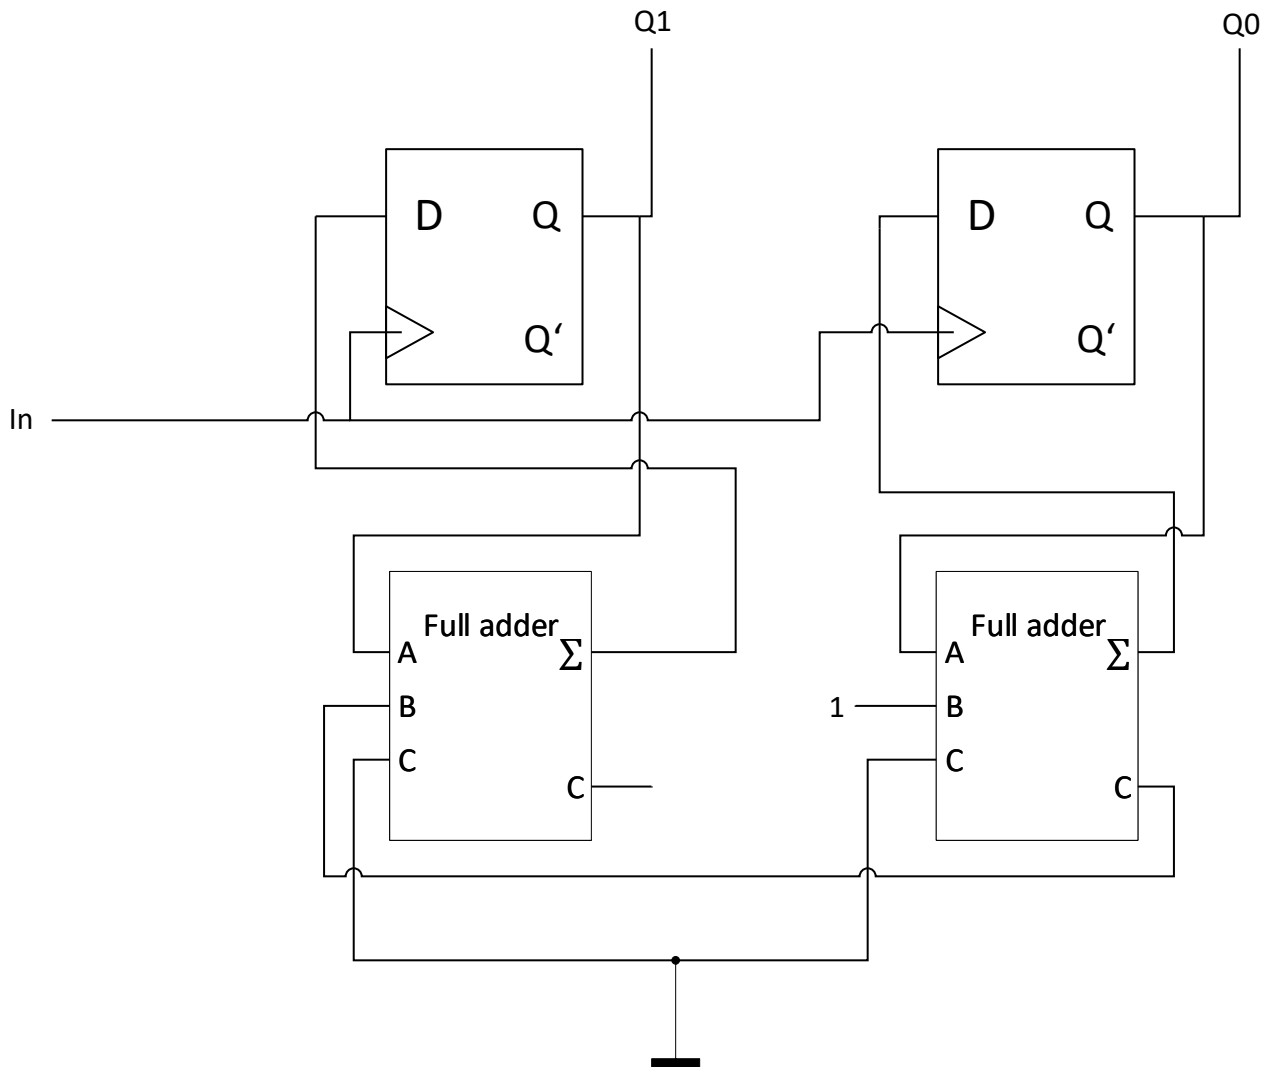 Q1 Q0
D Q D Q
Q‘ Q‘
In
Full adder Full adder
A Σ A Σ
B 1 B
C C
C C